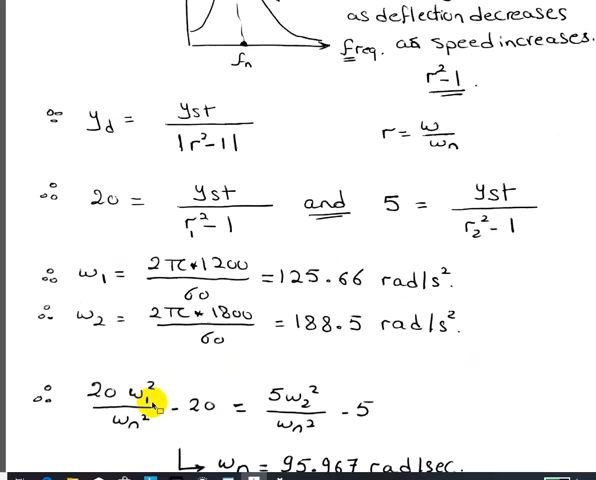 as deflection decreases
fn
freq. as speed increases.
r²-1.
∴ yd = yst / |r²-1|
r = ω / ωn
∴ 20 = yst / r₁²-1 and 5 = yst / r₂²-1
∴ ω₁ = 2π*1200 / 60 = 125.66 rad/s².
∴ ω₂ = 2π*1800 / 60 = 188.5 rad/s².
∴ 20 ω₁² / ωn² - 20 = 5ω₂² / ωn² - 5
↳ ωn = 95.967 rad/sec.